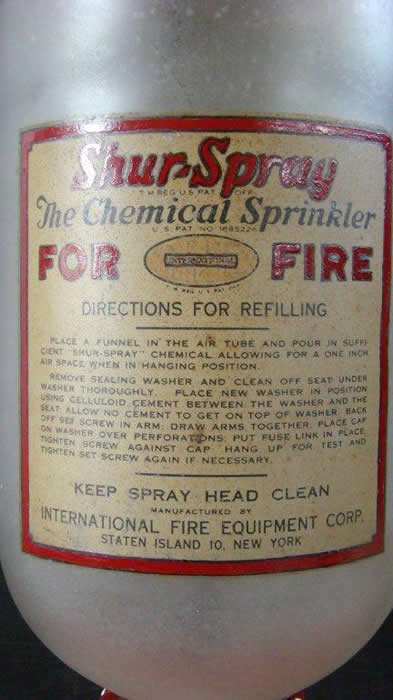 Shur-Spray
T M REG U S PAT OFF.
The Chemical Sprinkler
U. S. PAT NO 1685226
FOR INTERNATIONAL FIRE
T. M. REG. U.S. PAT. OFF.
DIRECTIONS FOR REFILLING
PLACE A FUNNEL IN THE AIR TUBE AND POUR IN SUFFI-
CIENT "SHUR-SPRAY" CHEMICAL ALLOWING FOR A ONE INCH
AIR SPACE WHEN IN HANGING POSITION.
REMOVE SEALING WASHER AND CLEAN OFF SEAT UNDER
WASHER THOROUGHLY. PLACE NEW WASHER IN POSITION
USING CELLULOID CEMENT BETWEEN THE WASHER AND THE
SEAT. ALLOW NO CEMENT TO GET ON TOP OF WASHER. BACK
OFF SET SCREW IN ARM: DRAW ARMS TOGETHER, PLACE CAP
ON WASHER OVER PERFORATIONS, PUT FUSE LINK IN PLACE,
TIGHTEN SCREW AGAINST CAP. HANG UP FOR TEST AND
TIGHTEN SET SCREW AGAIN IF NECESSARY.
KEEP SPRAY HEAD CLEAN
MANUFACTURED BY
INTERNATIONAL FIRE EQUIPMENT CORP.
STATEN ISLAND 10, NEW YORK